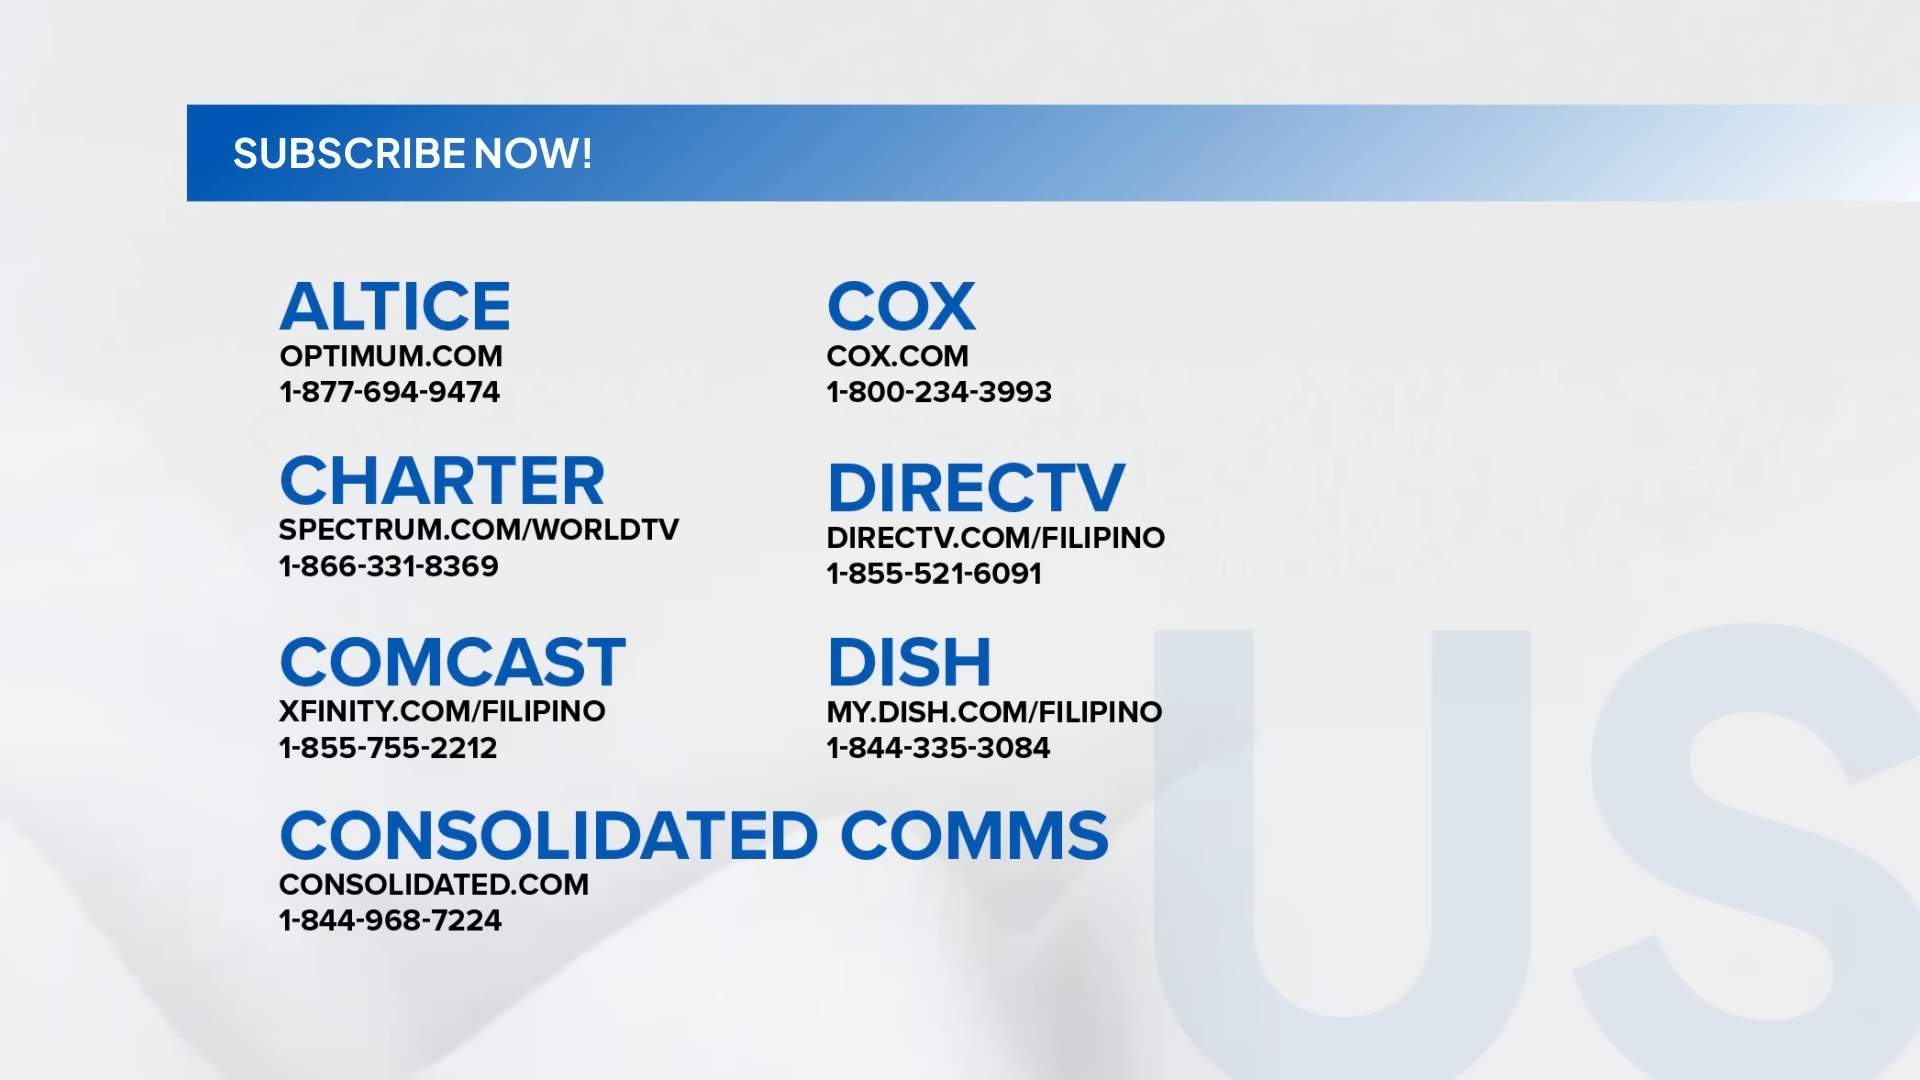 SUBSCRIBE NOW!
ALTICE
OPTIMUM.COM
1-877-694-9474
CHARTER
SPECTRUM.COM/WORLDTV
1-866-331-8369
COMCAST
XFINITY.COM/FILIPINO
1-855-755-2212
CONSOLIDATED COMMS
CONSOLIDATED.COM
1-844-968-7224
COX
COX.COM
1-800-234-3993
DIRECTV
DIRECTV.COM/FILIPINO
1-855-521-6091
DISH
MY.DISH.COM/FILIPINO
1-844-335-3084
US